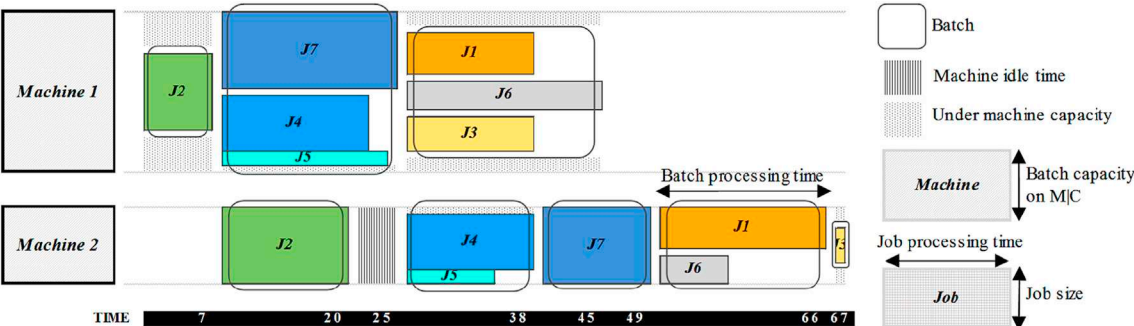 Machine 1
J2
J7
J4
J5
J1
J6
J3
Batch processing time
Machine 2
J2
J4
J5
J7
J1
J6
J3
TIME 7 20 25 38 45 49 66 67
Batch
Machine idle time
Under machine capacity
Machine
Batch capacity
on M|C
Job processing time
Job
Job size